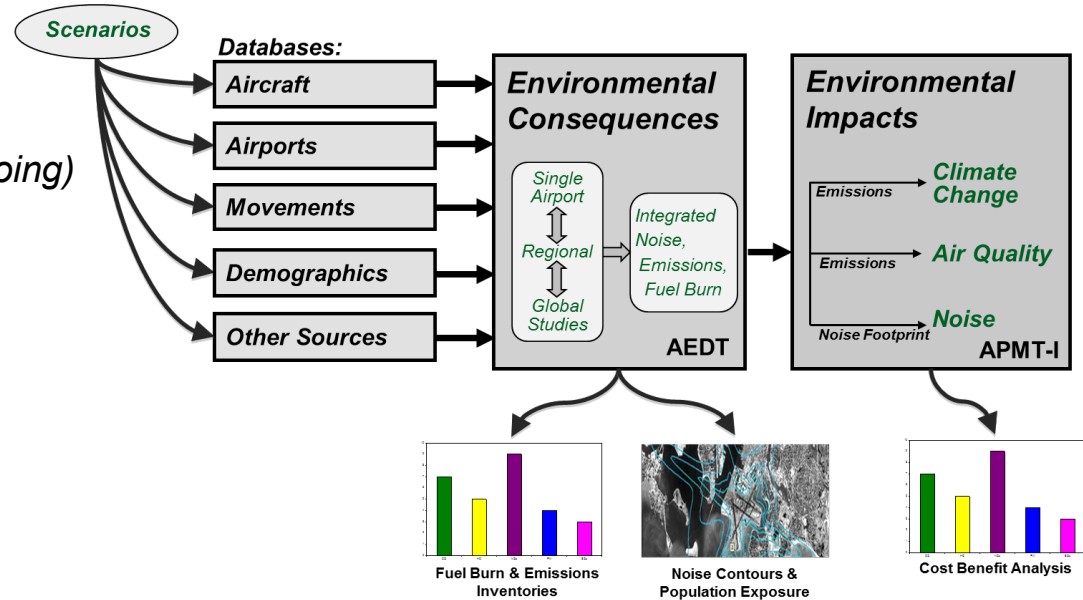 Scenarios
Databases:
Aircraft
Airports
oing)
Movements
Demographics
Other Sources
Environmental
Consequences
Single
Airport
Regional
Global
Studies
Integrated
Noise,
Emissions,
Fuel Burn
AEDT
Environmental
Impacts
Emissions
Climate
Change
Emissions
Air Quality
Noise Footprint
Noise
APMT-I
Fuel Burn & Emissions
Inventories
Noise Contours &
Population Exposure
Cost Benefit Analysis